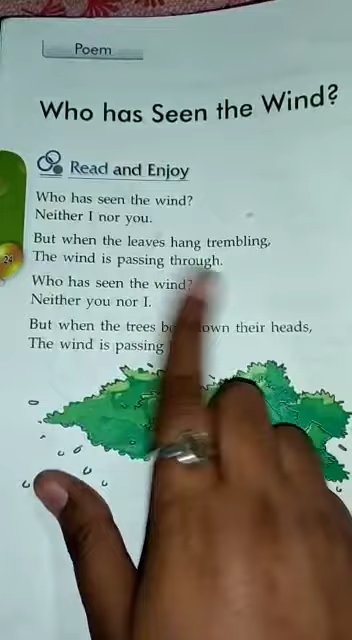 Poem
Who has Seen the Wind?
Read and Enjoy
Who has seen the wind?
Neither I nor you.
But when the leaves hang trembling,
The wind is passing through.
24
Who has seen the wind?
Neither you nor I.
But when the trees down their heads,
The wind is passing